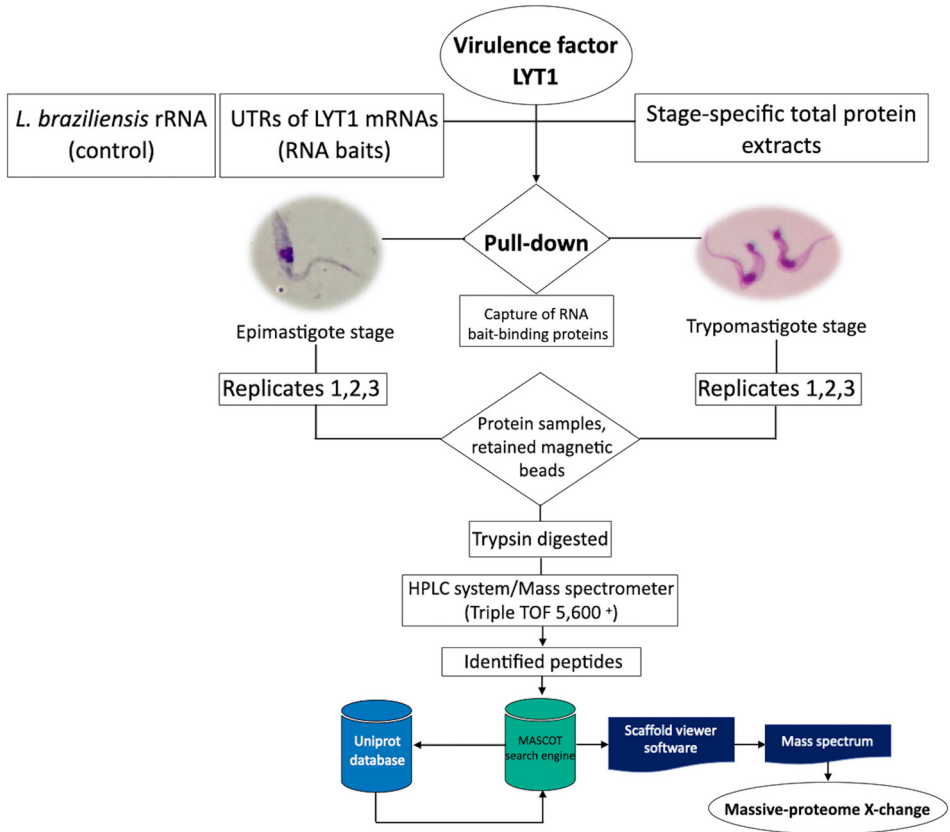 Virulence factor
LYT1
L. braziliensis rRNA
(control)
UTRs of LYT1 mRNAs
(RNA baits)
Stage-specific total protein
extracts
Pull-down
Capture of RNA
bait-binding proteins
Epimastigote stage
Trypomastigote stage
Replicates 1,2,3
Replicates 1,2,3
Protein samples,
retained magnetic
beads
Trypsin digested
HPLC system/Mass spectrometer
(Triple TOF 5,600 ⁺)
Identified peptides
Uniprot
database
MASCOT
search engine
Scaffold viewer
software
Mass spectrum
Massive-proteome X-change